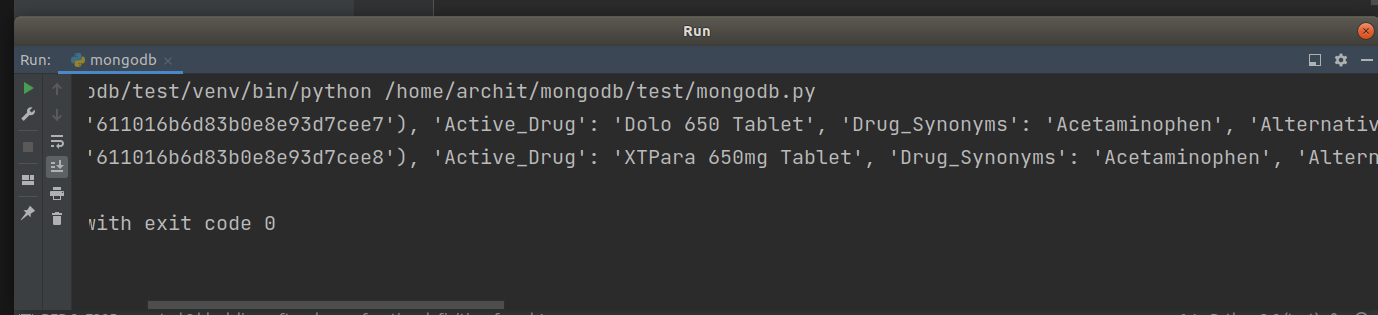 Run
Run: mongodb
odb/test/venv/bin/python /home/archit/mongodb/test/mongodb.py
'611016b6d83b0e8e93d7cee7'), 'Active_Drug': 'Dolo 650 Tablet', 'Drug_Synonyms': 'Acetaminophen', 'Alternativ
'611016b6d83b0e8e93d7cee8'), 'Active_Drug': 'XTPara 650mg Tablet', 'Drug_Synonyms': 'Acetaminophen', 'Altern
with exit code 0